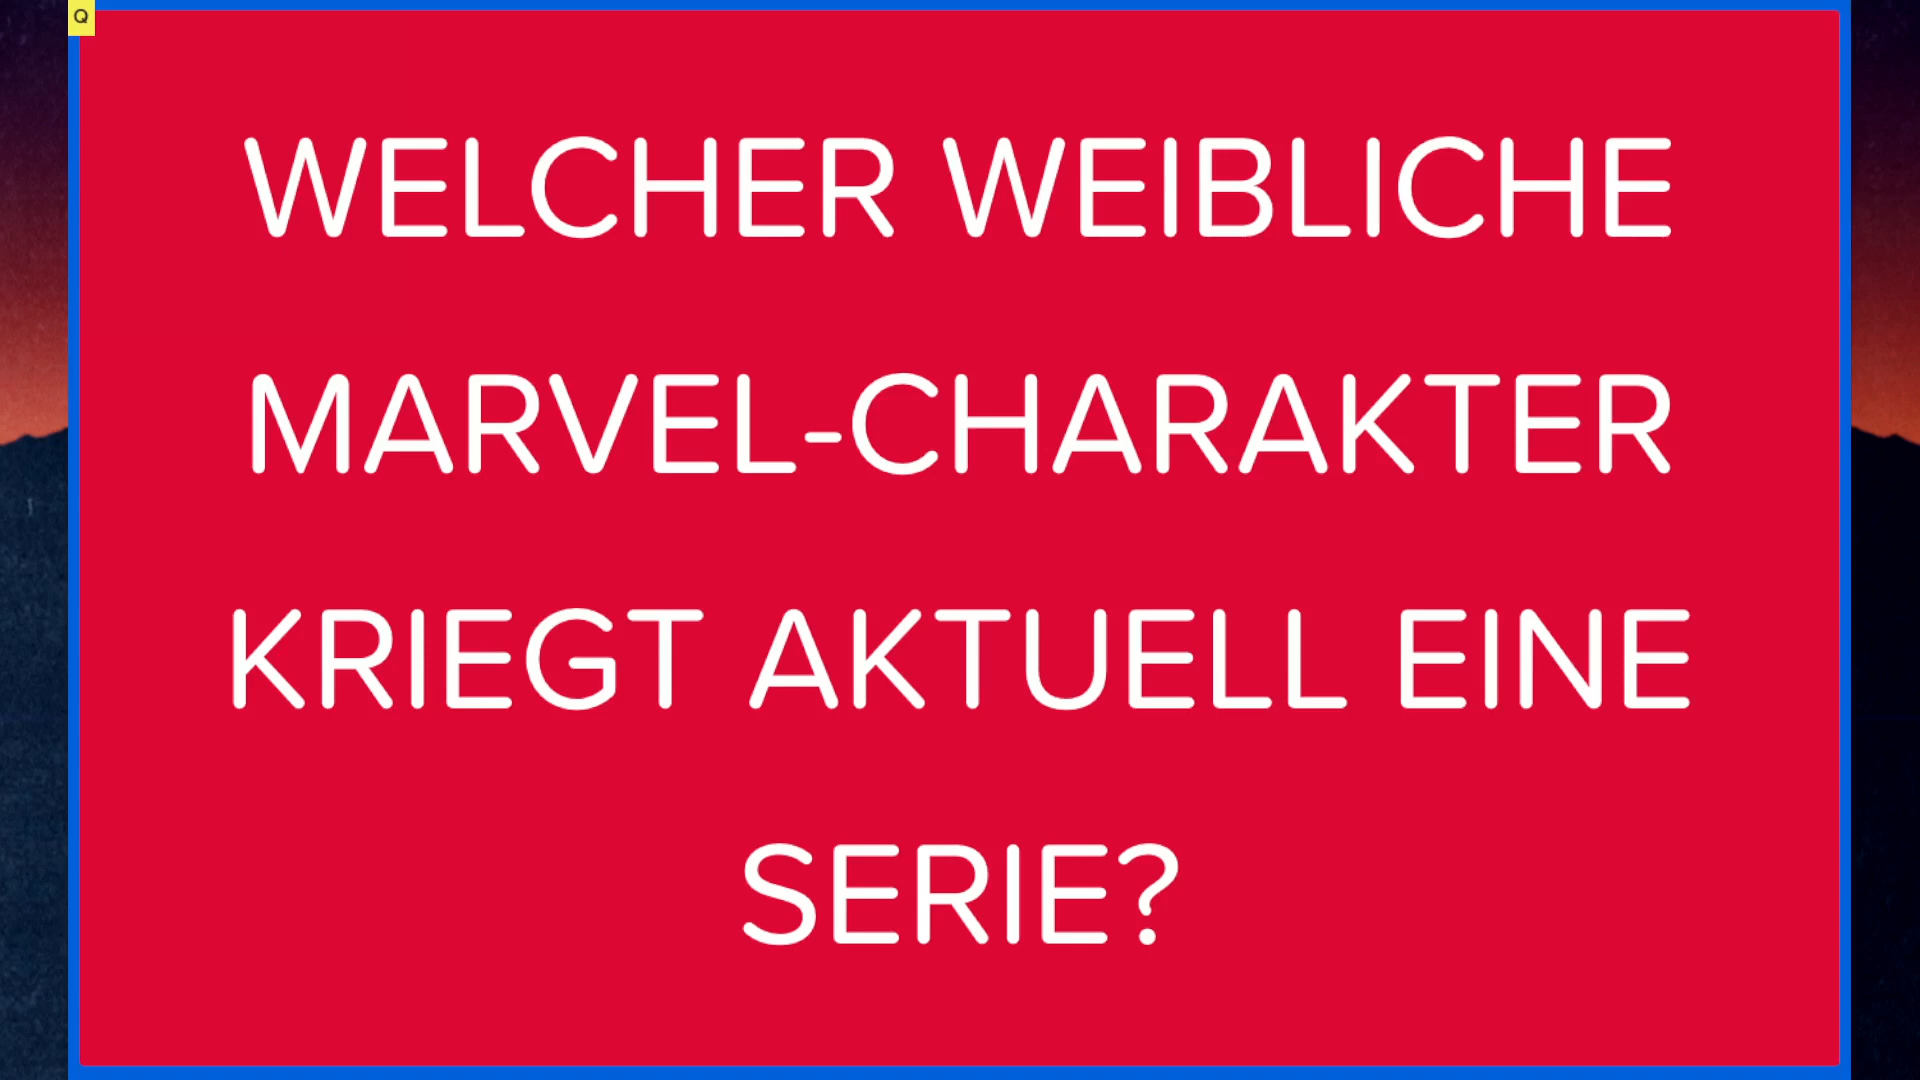 Q
WELCHER WEIBLICHE
MARVEL-CHARAKTER
KRIEGT AKTUELL EINE
SERIE?